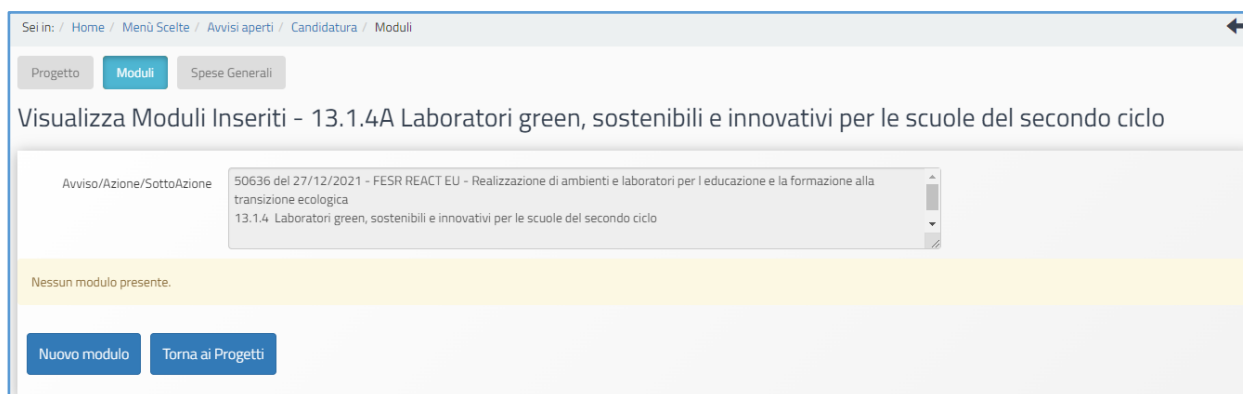 Sei in: / Home / Menù Scelte / Avvisi aperti / Candidatura / Moduli
Progetto Moduli Spese Generali
Visualizza Moduli Inseriti - 13.1.4A Laboratori green, sostenibili e innovativi per le scuole del secondo ciclo
Avviso/Azione/SottoAzione
50636 del 27/12/2021 - FESR REACT EU - Realizzazione di ambienti e laboratori per l educazione e la formazione alla
transizione ecologica
13.1.4 Laboratori green, sostenibili e innovativi per le scuole del secondo ciclo
Nessun modulo presente.
Nuovo modulo Torna ai Progetti